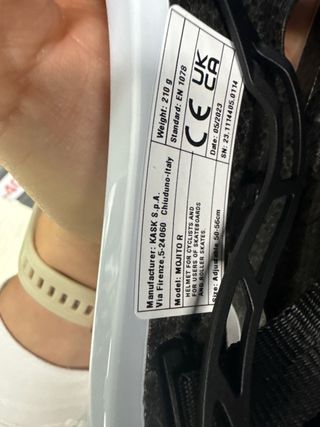 Manufacturer: KASK S.p.A.
Via Firenze,5-24060 Chiuduno-Italy
Model: MOJITO R
HELMET FOR CYCLISTS AND
FOR USERS OF SKATEBOARDS
AND ROLLER SKATES.
Size: Adjustable 50-56cm
Weight: 210 g
Standard: EN 1078
CE UK CA
Date: 05/2023
SN: 23.1114405.0114